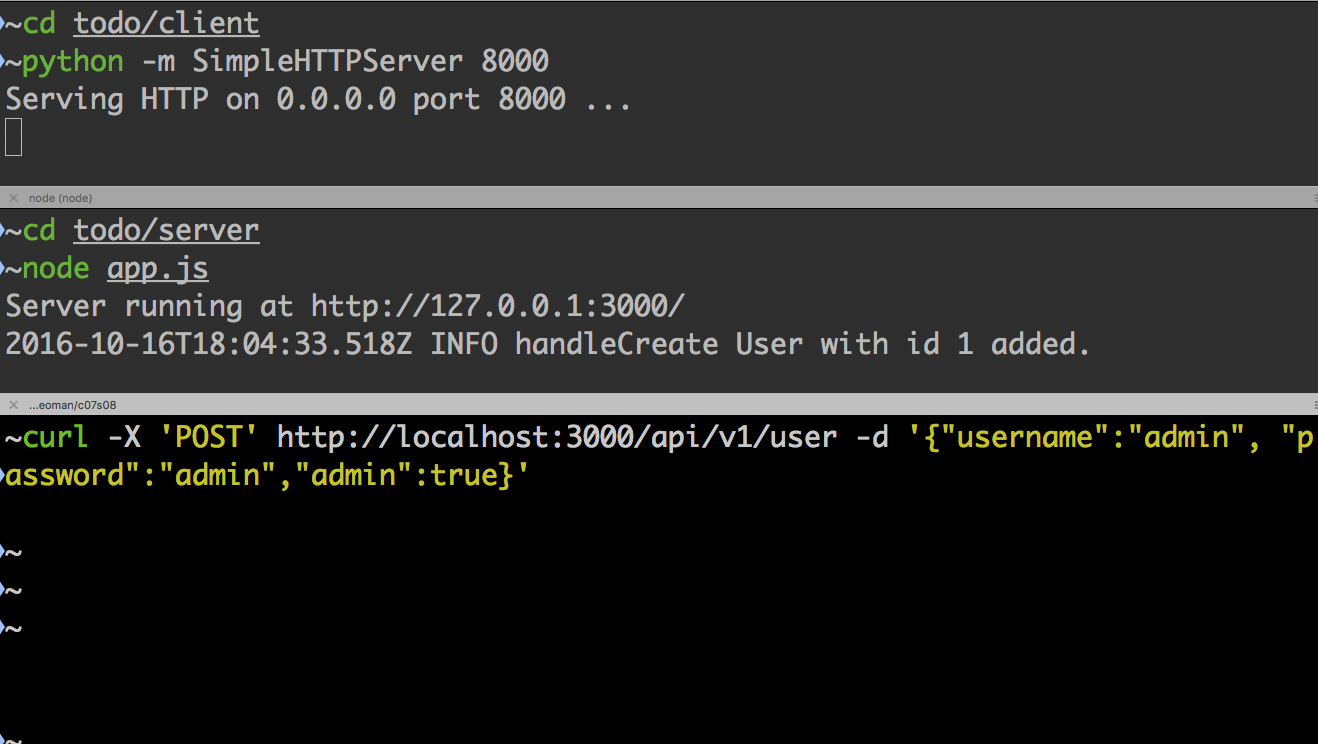 ~cd todo/client
~python -m SimpleHTTPServer 8000
Serving HTTP on 0.0.0.0 port 8000 ...
× node (node)
~cd todo/server
~node app.js
Server running at http://127.0.0.1:3000/
2016-10-16T18:04:33.518Z INFO handleCreate User with id 1 added.
× ...eoman/c07s08
~curl -X 'POST' http://localhost:3000/api/v1/user -d '{"username":"admin", "p
assword":"admin","admin":true}'
~
~
~
~